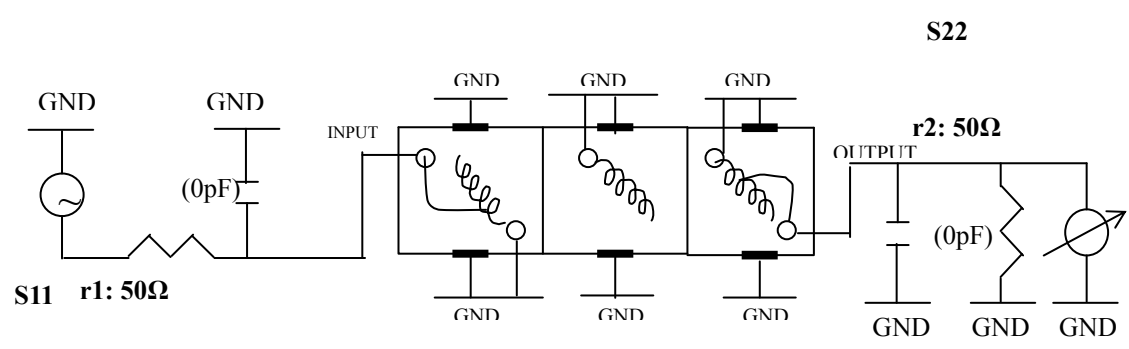 S22
GND
GND
GND
GND
GND
INPUT
r2: 50Ω
OUTPUT
(0pF)
(0pF)
S11
r1: 50Ω
GND
GND
GND
GND
GND
GND